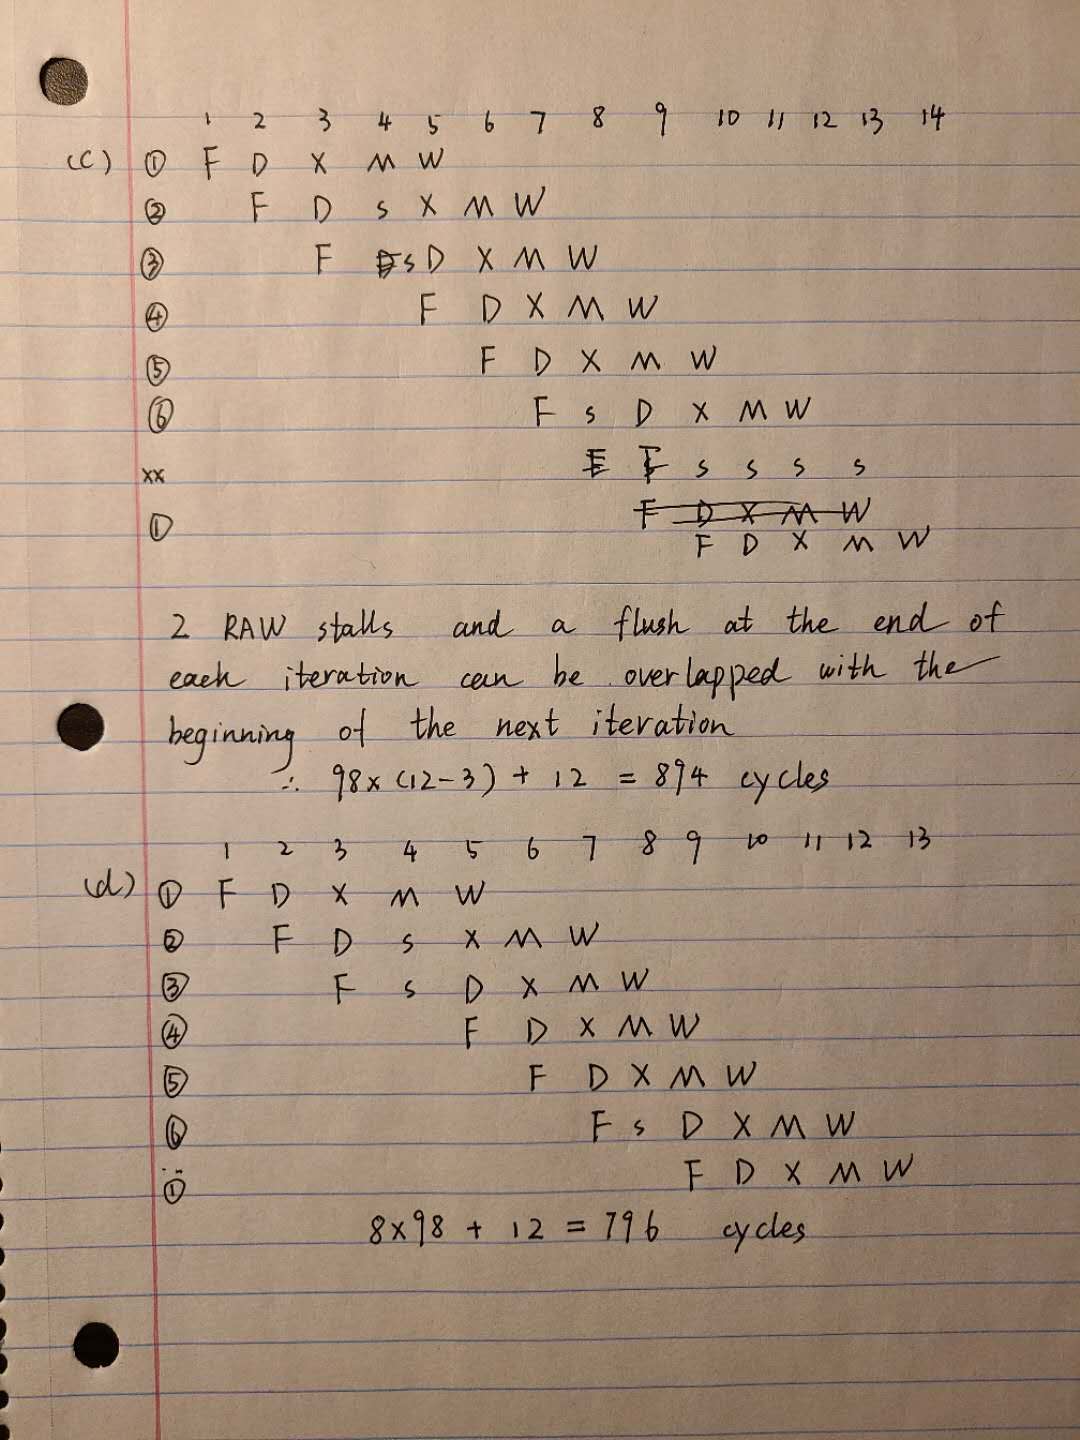 1 2 3 4 5 6 7 8 9 10 11 12 13 14
(c) ① F D X M W
② F D s X M W
③ F s D X M W
④ F D X M W
⑤ F D X M W
⑥ F s D X M W
xx F s s s s
F D X M W
① F D X M W
2 RAW stalls and a flush at the end of
each iteration can be overlapped with the
beginning of the next iteration
∴ 98x (12-3) + 12 = 894 cycles
1 2 3 4 5 6 7 8 9 10 11 12 13
(d) ① F D X M W
② F D s X M W
③ F s D X M W
④ F D X M W
⑤ F D X M W
⑥ F s D X M W
① F D X M W
8x98 + 12 = 796 cycles